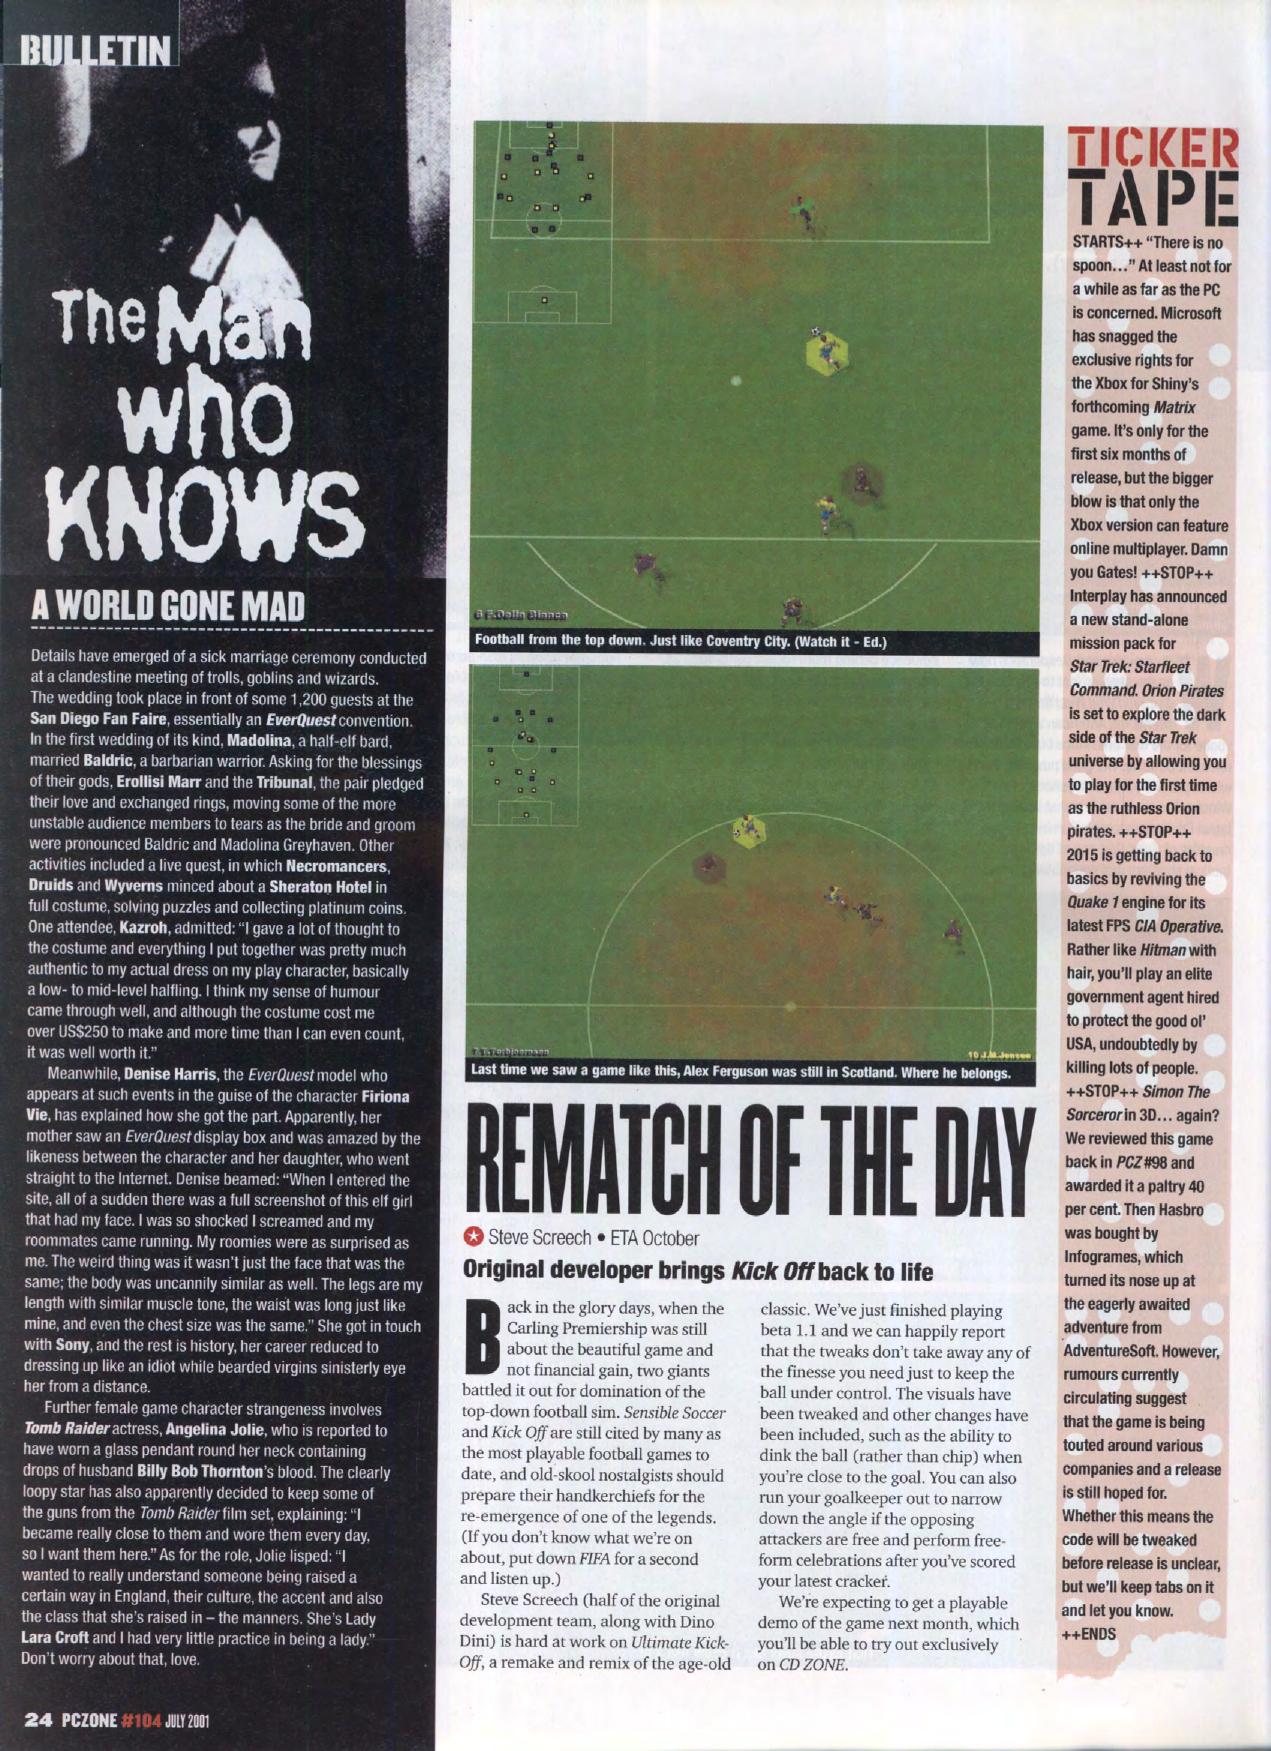 BULLETIN
The Man
who
KNOWS
A WORLD GONE MAD
Details have emerged of a sick marriage ceremony conducted
at a clandestine meeting of trolls, goblins and wizards.
The wedding took place in front of some 1,200 guests at the
San Diego Fan Faire, essentially an EverQuest convention.
In the first wedding of its kind, Madolina, a half-elf bard,
married Baldric, a barbarian warrior. Asking for the blessings
of their gods, Erollisi Marr and the Tribunal, the pair pledged
their love and exchanged rings, moving some of the more
unstable audience members to tears as the bride and groom
were pronounced Baldric and Madolina Greyhaven. Other
activities included a live quest, in which Necromancers,
Druids and Wyverns minced about a Sheraton Hotel in
full costume, solving puzzles and collecting platinum coins.
One attendee, Kazroh, admitted: “I gave a lot of thought to
the costume and everything I put together was pretty much
authentic to my actual dress on my play character, basically
a low- to mid-level halfling. I think my sense of humour
came through well, and although the costume cost me
over US$250 to make and more time than I can even count,
it was well worth it.”
Meanwhile, Denise Harris, the EverQuest model who
appears at such events in the guise of the character Firiona
Vie, has explained how she got the part. Apparently, her
mother saw an EverQuest display box and was amazed by the
likeness between the character and her daughter, who went
straight to the Internet. Denise beamed: “When I entered the
site, all of a sudden there was a full screenshot of this elf girl
that had my face. I was so shocked I screamed and my
roommates came running. My roomies were as surprised as
me. The weird thing was it wasn’t just the face that was the
same; the body was uncannily similar as well. The legs are my
length with similar muscle tone, the waist was long just like
mine, and even the chest size was the same.” She got in touch
with Sony, and the rest is history, her career reduced to
dressing up like an idiot while bearded virgins sinisterly eye
her from a distance.
Further female game character strangeness involves
Tomb Raider actress, Angelina Jolie, who is reported to
have worn a glass pendant round her neck containing
drops of husband Billy Bob Thornton’s blood. The clearly
loopy star has also apparently decided to keep some of
the guns from the Tomb Raider film set, explaining: “I
became really close to them and wore them every day,
so I want them here.” As for the role, Jolie lisped: “I
wanted to really understand someone being raised a
certain way in England, their culture, the accent and also
the class that she’s raised in – the manners. She’s Lady
Lara Croft and I had very little practice in being a lady.”
Don’t worry about that, love.
6 F.Dalla Bianca
Football from the top down. Just like Coventry City. (Watch it - Ed.)
10 J.M.Jensen
Last time we saw a game like this, Alex Ferguson was still in Scotland. Where he belongs.
REMATCH OF THE DAY
Steve Screech • ETA October
Original developer brings Kick Off back to life
Back in the glory days, when the
Carling Premiership was still
about the beautiful game and
not financial gain, two giants
battled it out for domination of the
top-down football sim. Sensible Soccer
and Kick Off are still cited by many as
the most playable football games to
date, and old-skool nostalgists should
prepare their handkerchiefs for the
re-emergence of one of the legends.
(If you don’t know what we’re on
about, put down FIFA for a second
and listen up.)
Steve Screech (half of the original
development team, along with Dino
Dini) is hard at work on Ultimate Kick-
Off, a remake and remix of the age-old
classic. We’ve just finished playing
beta 1.1 and we can happily report
that the tweaks don’t take away any of
the finesse you need just to keep the
ball under control. The visuals have
been tweaked and other changes have
been included, such as the ability to
dink the ball (rather than chip) when
you’re close to the goal. You can also
run your goalkeeper out to narrow
down the angle if the opposing
attackers are free and perform free-
form celebrations after you’ve scored
your latest cracker.
We’re expecting to get a playable
demo of the game next month, which
you’ll be able to try out exclusively
on CD ZONE.
TICKER
TAPE
STARTS++ “There is no
spoon...” At least not for
a while as far as the PC
is concerned. Microsoft
has snagged the
exclusive rights for
the Xbox for Shiny’s
forthcoming Matrix
game. It’s only for the
first six months of
release, but the bigger
blow is that only the
Xbox version can feature
online multiplayer. Damn
you Gates! ++STOP++
Interplay has announced
a new stand-alone
mission pack for
Star Trek: Starfleet
Command. Orion Pirates
is set to explore the dark
side of the Star Trek
universe by allowing you
to play for the first time
as the ruthless Orion
pirates. ++STOP++
2015 is getting back to
basics by reviving the
Quake 1 engine for its
latest FPS CIA Operative.
Rather like Hitman with
hair, you’ll play an elite
government agent hired
to protect the good ol’
USA, undoubtedly by
killing lots of people.
++STOP++ Simon The
Sorceror in 3D... again?
We reviewed this game
back in PCZ #98 and
awarded it a paltry 40
per cent. Then Hasbro
was bought by
Infogrames, which
turned its nose up at
the eagerly awaited
adventure from
AdventureSoft. However,
rumours currently
circulating suggest
that the game is being
touted around various
companies and a release
is still hoped for.
Whether this means the
code will be tweaked
before release is unclear,
but we’ll keep tabs on it
and let you know.
++ENDS
24 PCZONE #104 JULY 2001